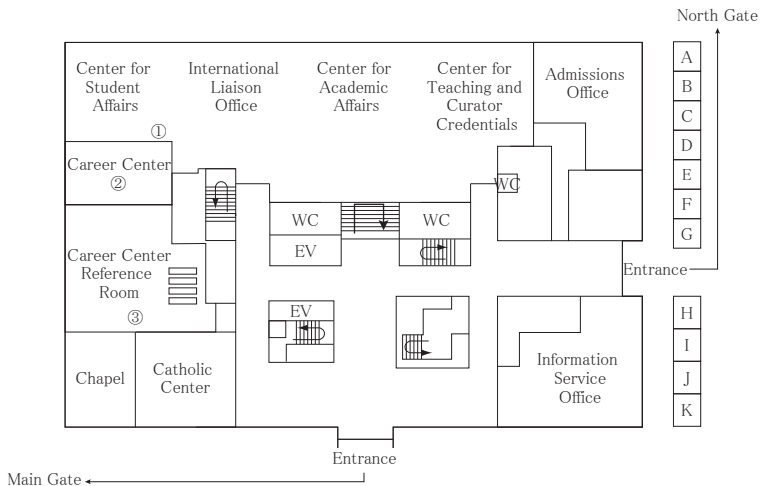 North Gate
Center for
Student
Affairs
①
International
Liaison
Office
Center for
Academic
Affairs
Center for
Teaching and
Curator
Credentials
Admissions
Office
A
B
C
D
E
F
G
Career Center
②
WC
WC
WC
EV
Career Center
Reference
Room
③
Entrance
EV
H
I
J
K
Chapel
Catholic
Center
Information
Service
Office
Entrance
Main Gate